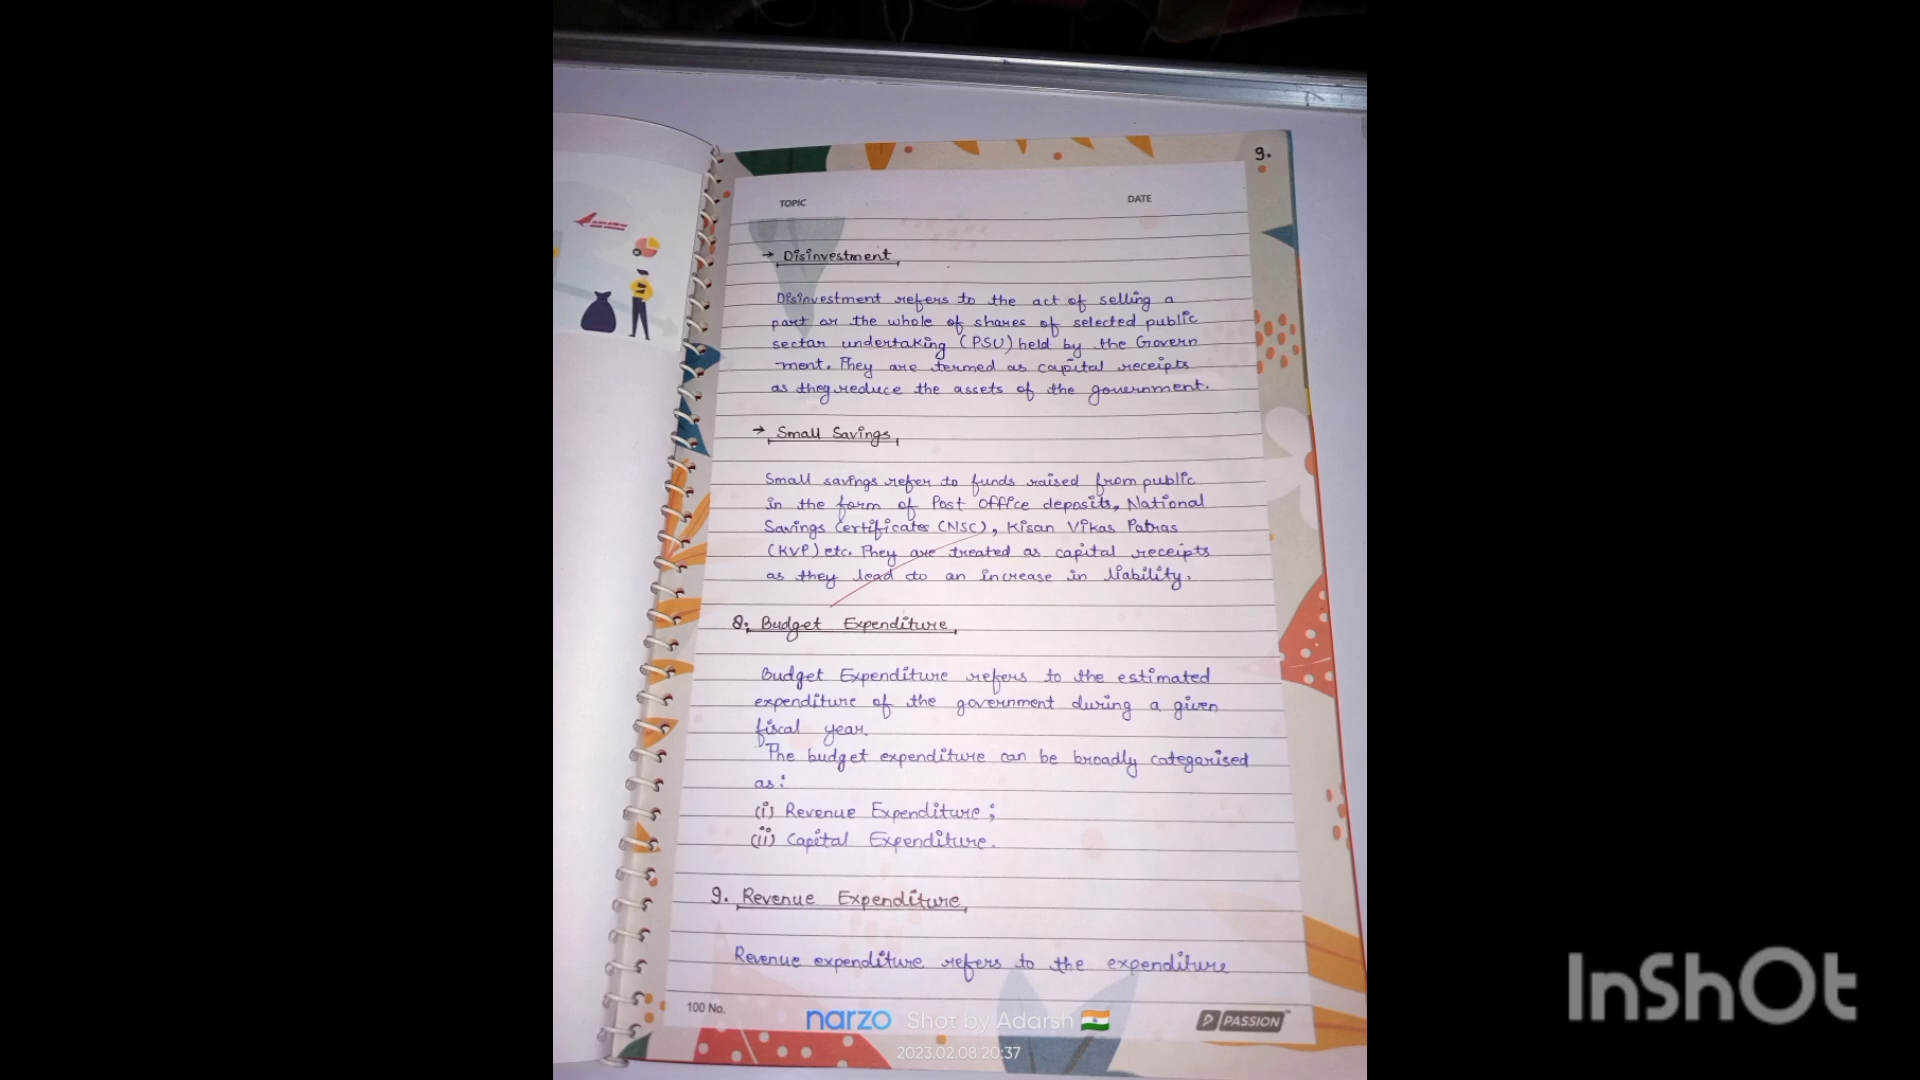 9.
TOPIC
DATE
→ Disinvestment
Disinvestment refers to the act of selling a
part or the whole of shares of selected public
sector undertaking (PSU) held by the Govern
-ment. They are termed as capital receipts
as they reduce the assets of the government.
→ Small Savings
Small savings refer to funds raised from public
in the form of Post Office deposits, National
Savings Certificates (NSC), Kisan Vikas Patras
(KVP) etc. They are treated as capital receipts
as they lead to an increase in liability.
8. Budget Expenditure
Budget Expenditure refers to the estimated
expenditure of the government during a given
fiscal year.
The budget expenditure can be broadly categorised
as:
(i) Revenue Expenditure;
(ii) Capital Expenditure.
9. Revenue Expenditure
Revenue expenditure refers to the expenditure
100 No.
narzo Shot by Adarsh
PASSION
2023.02.08 20:37
InShOt